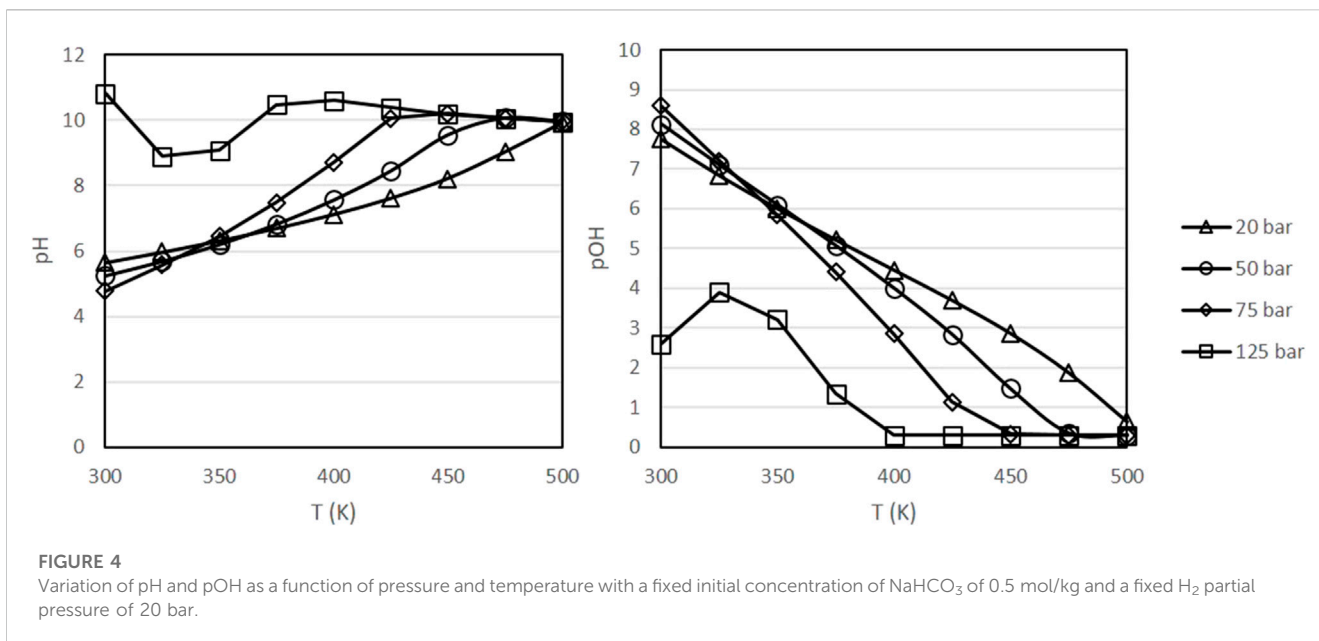 12
10
8
6
4
2
0
pH
300
350
400
450
500
T (K)
10
9
8
7
6
5
4
3
2
1
0
pOH
300
350
400
450
500
T (K)
20 bar
50 bar
75 bar
125 bar
FIGURE 4
Variation of pH and pOH as a function of pressure and temperature with a fixed initial concentration of NaHCO₃ of 0.5 mol/kg and a fixed H₂ partial
pressure of 20 bar.